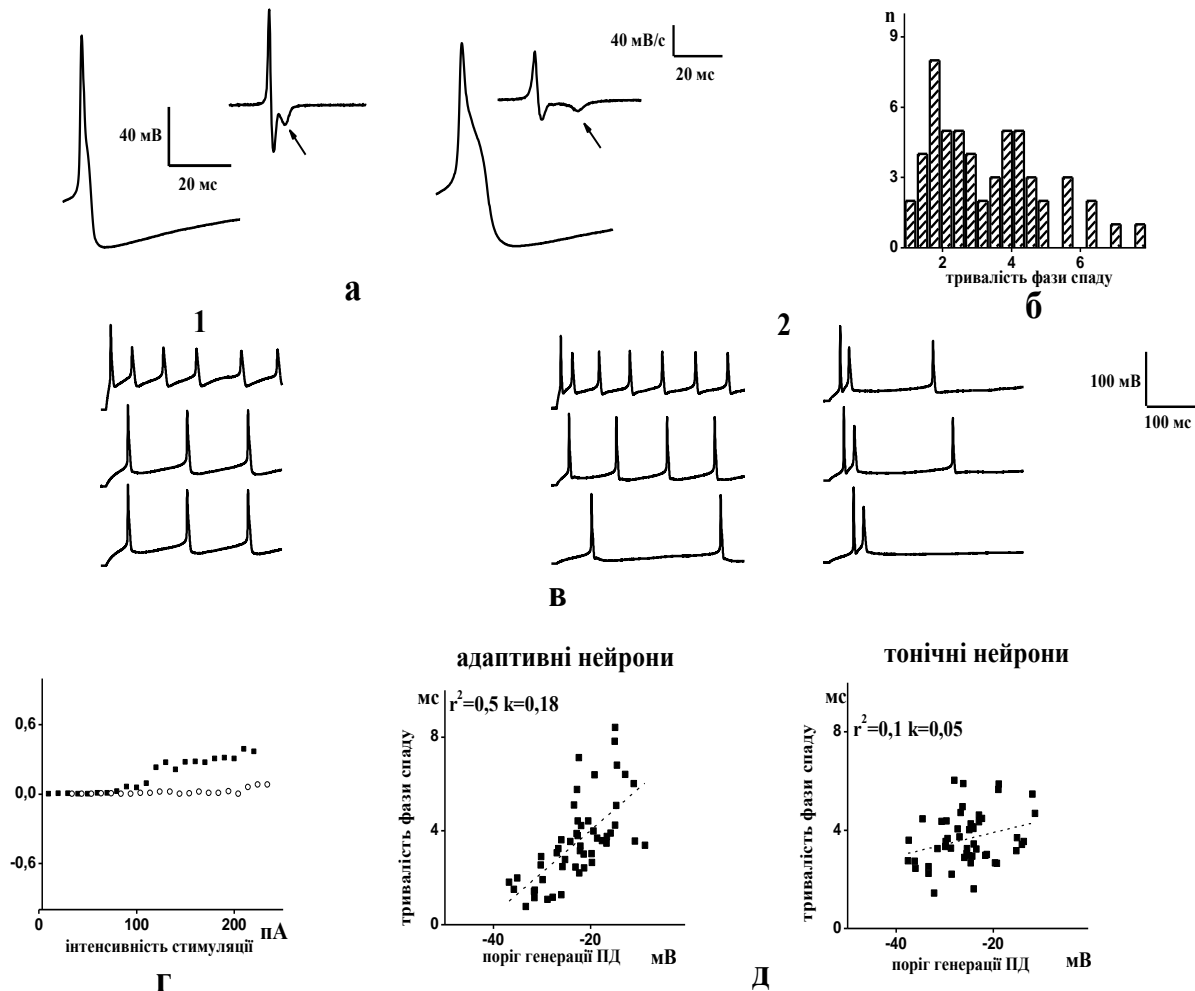 40 мВ
20 мс
40 мВ/с
20 мс
а
n
9
6
3
0
2
4
6
тривалість фази спаду
б
1
2
100 мВ
100 мс
в
0,6
0,0
-0,6
0
100
200
інтенсивність стимуляції
пА
г
адаптивні нейрони
мс
r²=0,5 k=0,18
тривалість фази спаду
8
4
0
-40
-20
поріг генерації ПД
мВ
тонічні нейрони
мс
r²=0,1 k=0,05
тривалість фази спаду
8
4
0
-40
-20
поріг генерації ПД
мВ
д